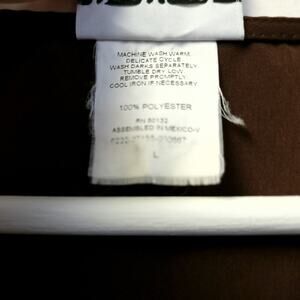 MACHINE WASH WARM.
DELICATE CYCLE.
WASH DARKS SEPARATELY.
TUMBLE DRY LOW.
REMOVE PROMPTLY.
COOL IRON IF NECESSARY.
100% POLYESTER
RN 50132
ASSEMBLED IN MEXICO-V
L